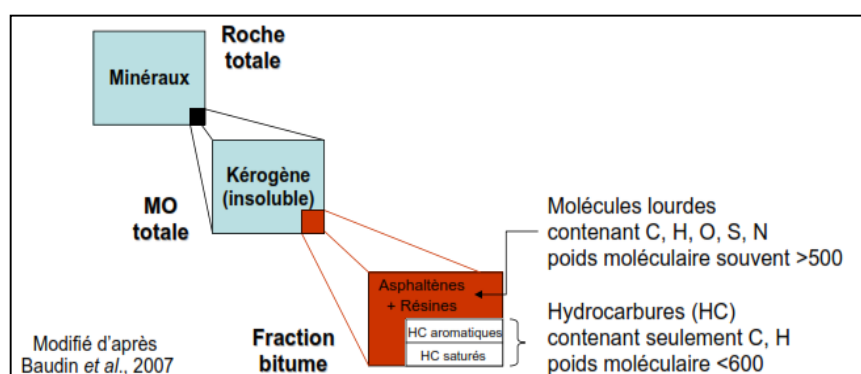 Roche
totale
Minéraux
Kérogène
(insoluble)
MO
totale
Molécules lourdes
contenant C, H, O, S, N
poids moléculaire souvent >500
Asphaltènes
+ Résines
HC aromatiques
HC saturés
Hydrocarbures (HC)
contenant seulement C, H
poids moléculaire <600
Fraction
bitume
Modifié d'après
Baudin et al., 2007